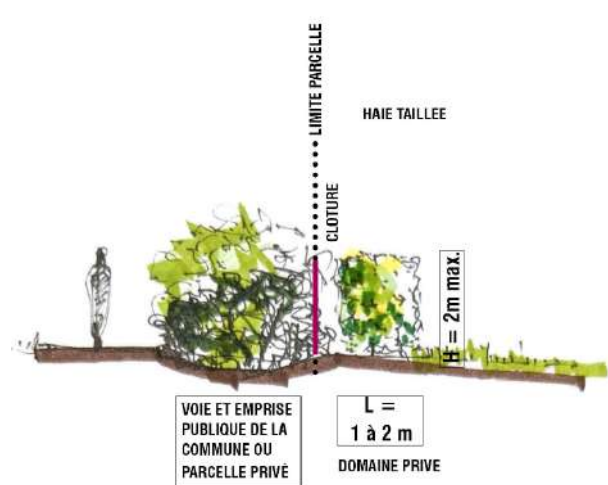 LIMITE PARCELLE
HAIE TAILLEE
CLOTURE
H = 2m max.
VOIE ET EMPRISE
PUBLIQUE DE LA
COMMUNE OU
PARCELLE PRIVÉ
L =
1 à 2 m
DOMAINE PRIVE